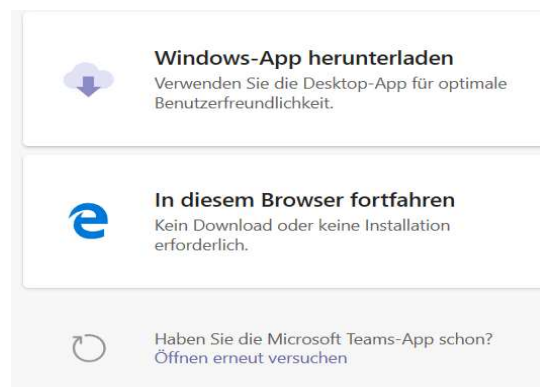 Windows-App herunterladen
Verwenden Sie die Desktop-App für optimale
Benutzerfreundlichkeit.
In diesem Browser fortfahren
Kein Download oder keine Installation
erforderlich.
Haben Sie die Microsoft Teams-App schon?
Öffnen erneut versuchen